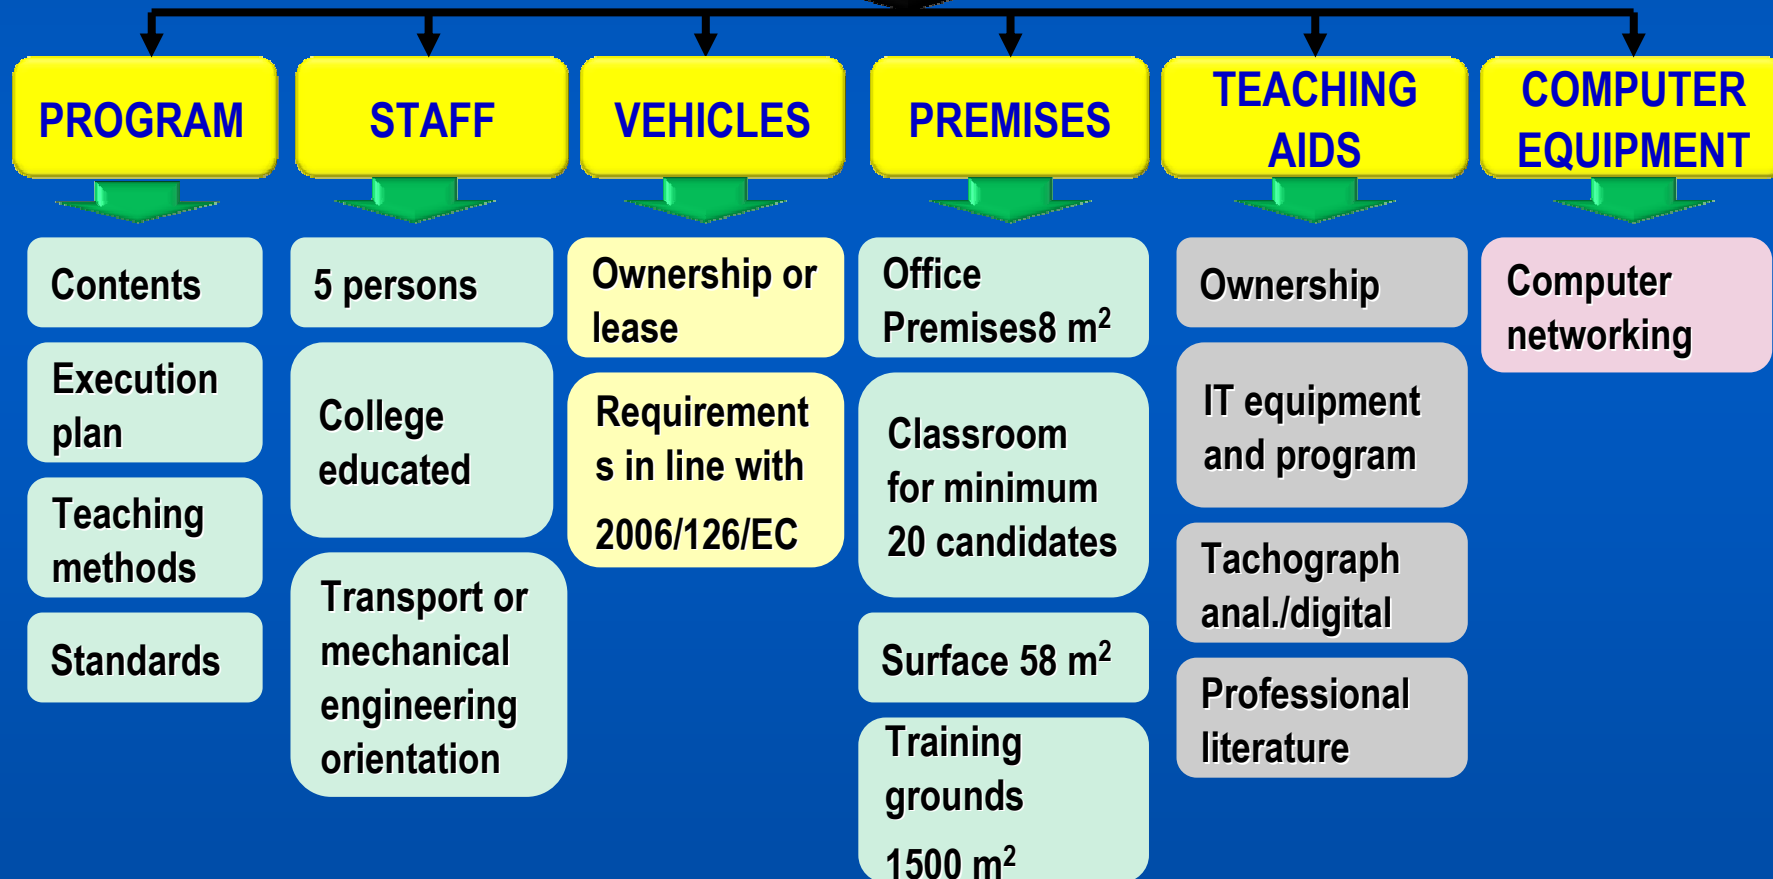 PROGRAM
STAFF
VEHICLES
PREMISES
TEACHING
AIDS
COMPUTER
EQUIPMENT
Contents
Execution
plan
Teaching
methods
Standards
5 persons
College
educated
Transport or
mechanical
engineering
orientation
Ownership or
lease
Requirement
s in line with
2006/126/EC
Office
Premises8 m²
Classroom
for minimum
20 candidates
Surface 58 m²
Training
grounds
1500 m²
Ownership
IT equipment
and program
Tachograph
anal./digital
Professional
literature
Computer
networking